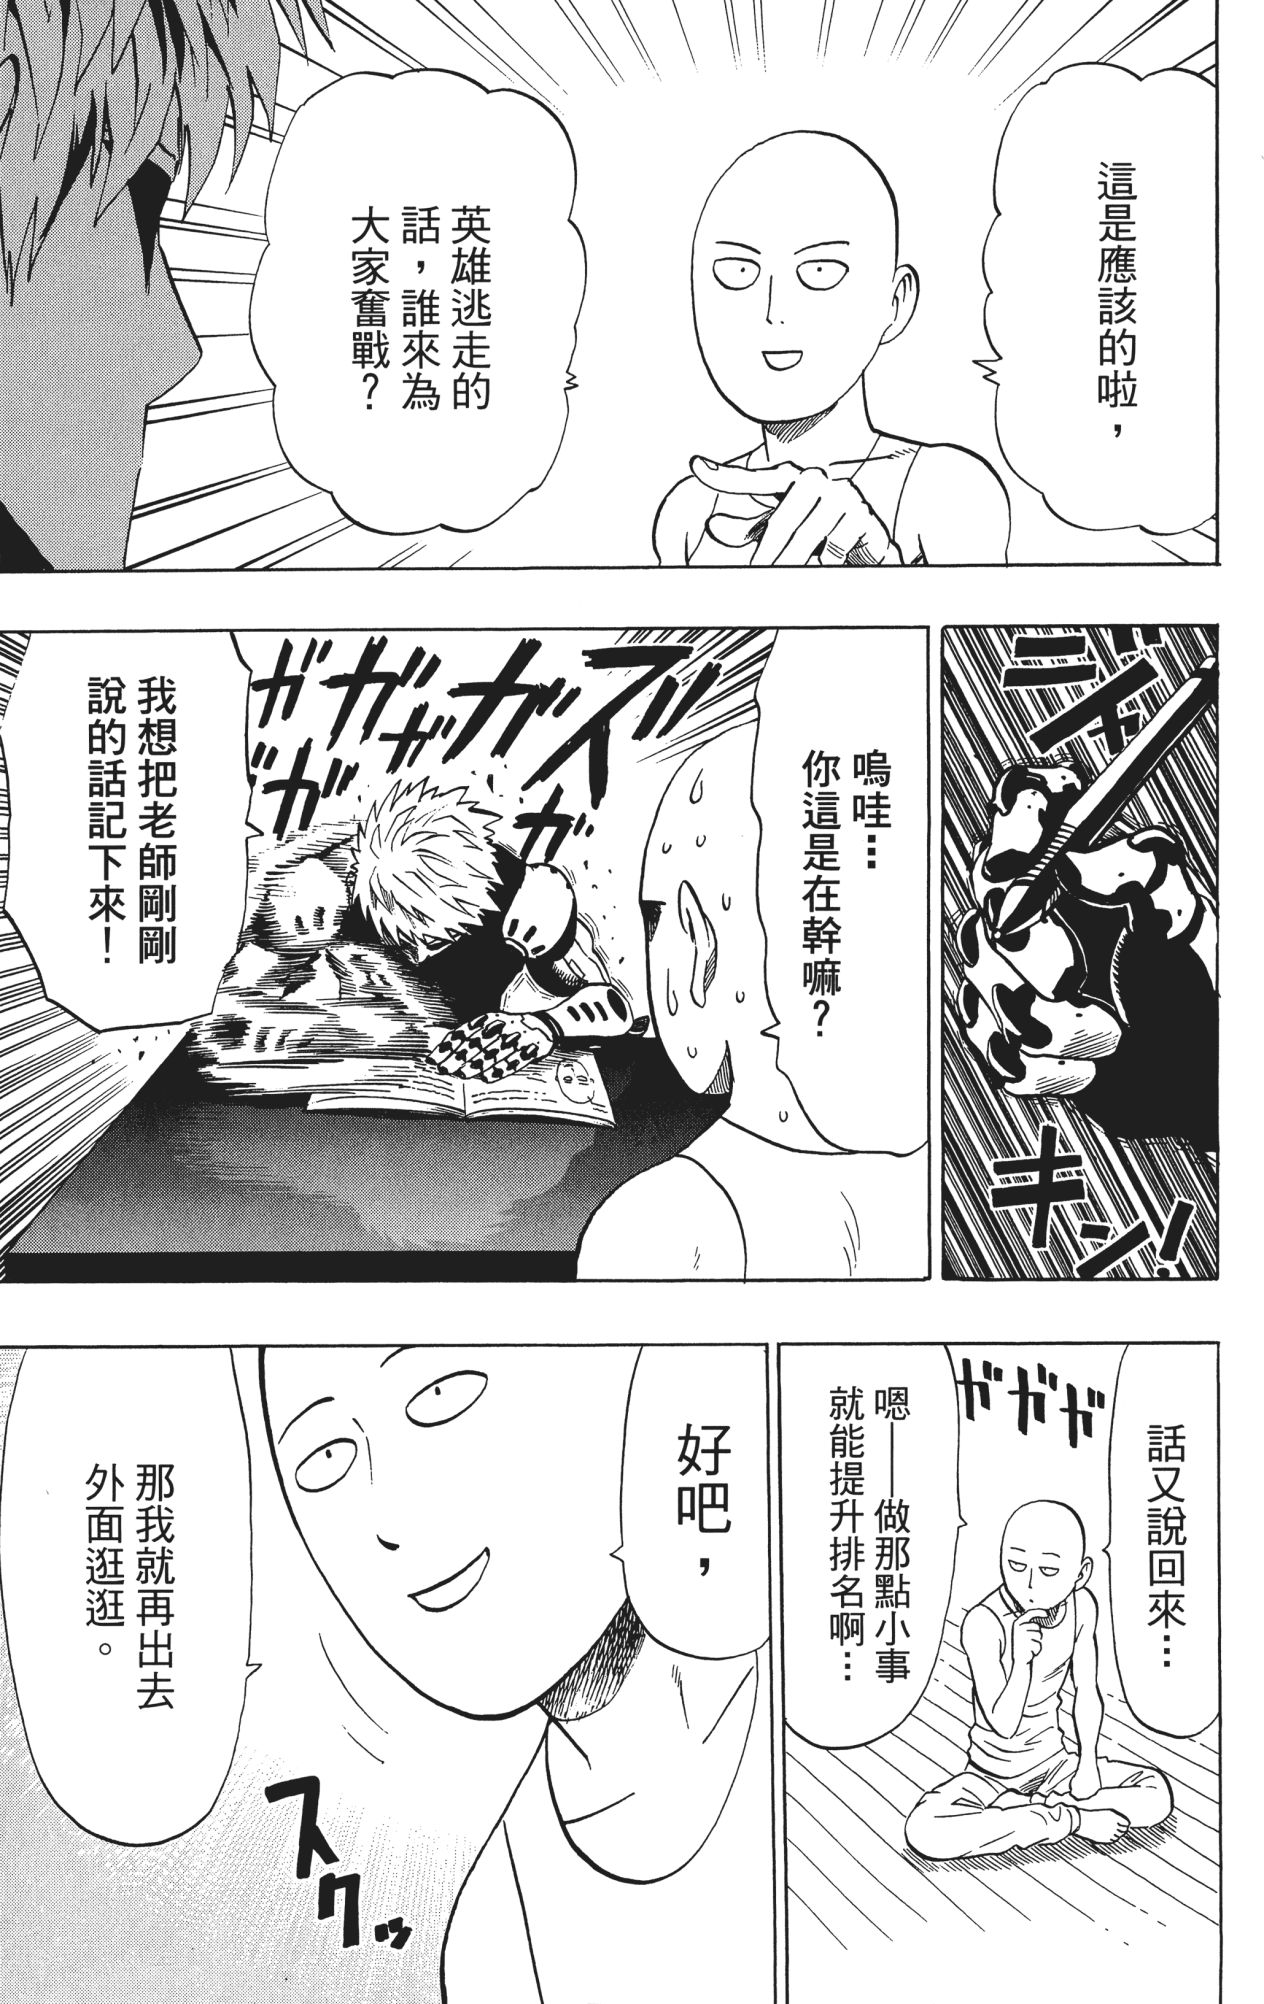 這是應該的啦，
英雄逃走的
話，誰來為
大家奮戰？
ジャ
キン！
嗚哇⋯
你這是在幹嘛？
ズガガガガ
ガガガ
我想把老師剛剛
說的話記下來！
話又說回來⋯
ガガガ
嗯——做那點小事
就能提升排名啊⋯
好吧，
那我就再出去
外面逛逛。
スクッ